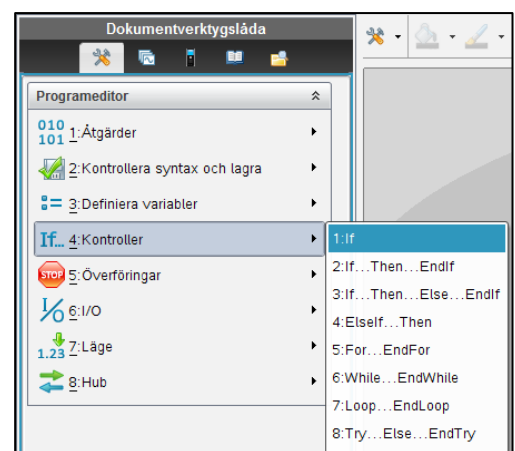 Dokumentverktygslåda
Programeditor
010
101 1:Åtgärder
2:Kontrollera syntax och lagra
3:Definiera variabler
If... 4:Kontroller
STOP 5:Överföringar
I/O 6:I/O
1.23 7:Läge
8:Hub
1:If
2:If...Then...EndIf
3:If...Then...Else...EndIf
4:ElseIf...Then
5:For...EndFor
6:While...EndWhile
7:Loop...EndLoop
8:Try...Else...EndTry